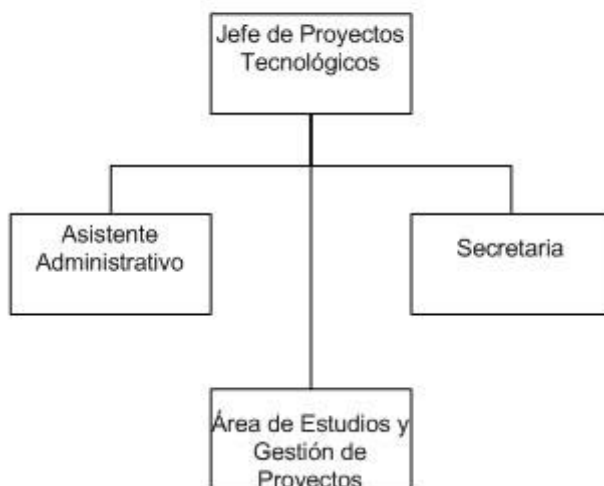 Jefe de Proyectos
Tecnológicos
Asistente
Administrativo
Secretaria
Área de Estudios y
Gestión de
Proyectos